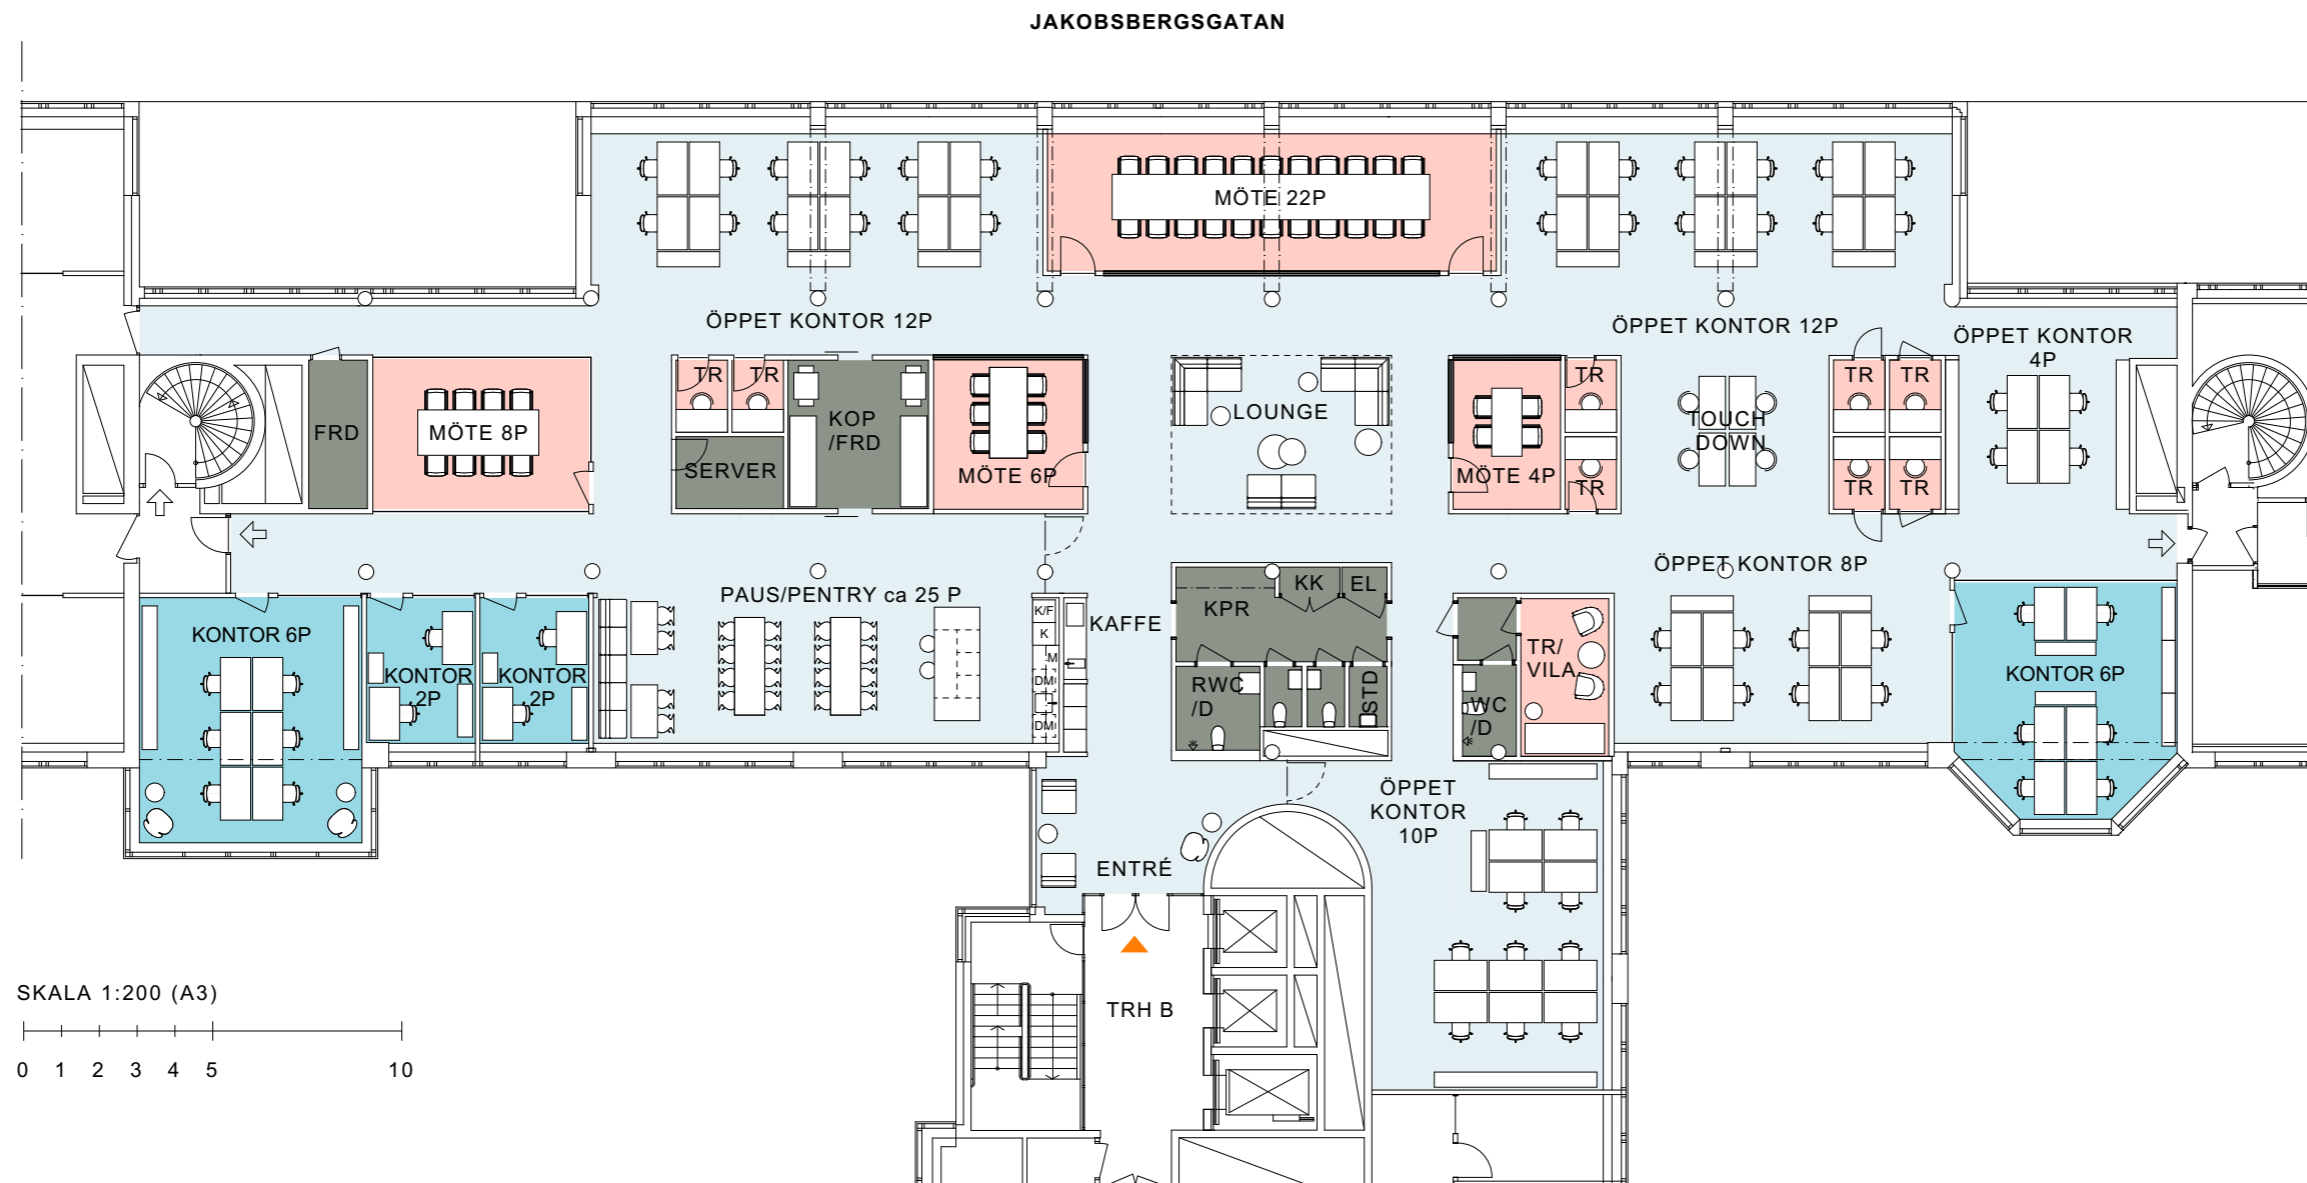 JAKOBSBERGSGATAN
MÖTE 22P
ÖPPET KONTOR 12P
ÖPPET KONTOR 12P
ÖPPET KONTOR
4P
FRD
MÖTE 8P
TR
TR
SERVER
KOP
/FRD
MÖTE 6P
LOUNGE
MÖTE 4P
TR
TR
TOUCH
DOWN
TR
TR
TR
TR
ÖPPET KONTOR 8P
KONTOR 6P
KONTOR
2P
KONTOR
2P
PAUS/PENTRY ca 25 P
K/F
K
M
DM
DM
KAFFE
KPR
KK
EL
RWC
/D
STD
WC
/D
TR/
VILA
KONTOR 6P
ÖPPET
KONTOR
10P
ENTRÉ
TRH B
SKALA 1:200 (A3)
0 1 2 3 4 5 10